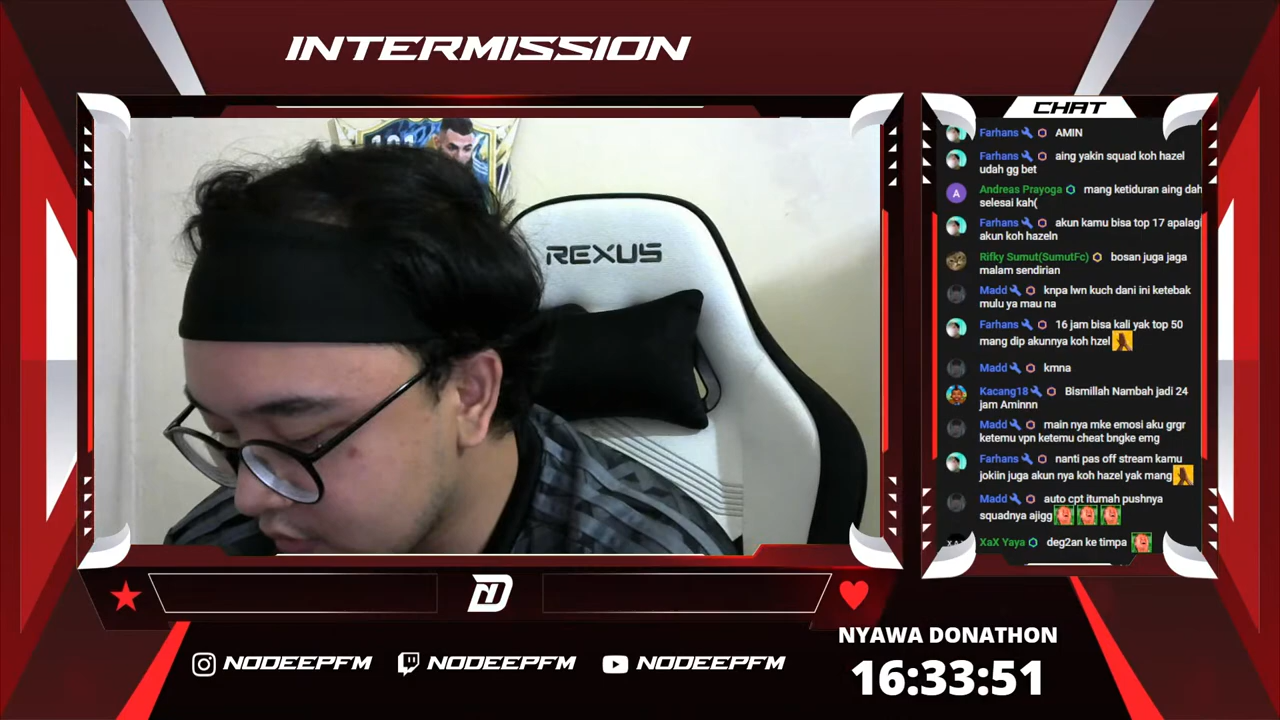 INTERMISSION
101
REXUS
CHAT
Farhans AMIN
Farhans aing yakin squad koh hazel
udah gg bet
A Andreas Prayoga mang ketiduran aing dah
selesai kah(
Farhans akun kamu bisa top 17 apalagi
akun koh hazeln
Rifky Sumut(SumutFc) bosan juga jaga
malam sendirian
Madd knpa lwn kuch dani ini ketebak
mulu ya mau na
Farhans 16 jam bisa kali yak top 50
mang dip akunnya koh hzel
Madd kmna
Kacang18 Bismillah Nambah jadi 24
jam Aminnn
Madd main nya mke emosi aku grgr
ketemu vpn ketemu cheat bngke emg
Farhans nanti pas off stream kamu
jokiin juga akun nya koh hazel yak mang
Madd auto cpt itumah pushnya
squadnya ajigg
XaX Yaya deg2an ke timpa
ND
NODEEPFM NODEEPFM NODEEPFM
NYAWA DONATHON
16:33:51